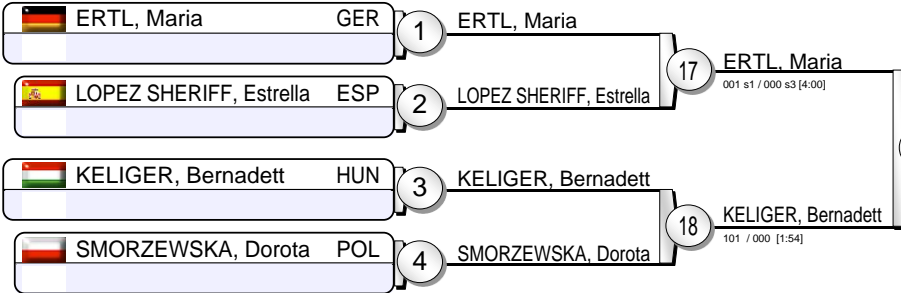 ERTL, Maria GER
1
ERTL, Maria
LOPEZ SHERIFF, Estrella ESP
2
LOPEZ SHERIFF, Estrella
17
ERTL, Maria
001 s1 / 000 s3 [4:00]
KELIGER, Bernadett HUN
3
KELIGER, Bernadett
SMORZEWSKA, Dorota POL
4
SMORZEWSKA, Dorota
18
KELIGER, Bernadett
101 / 000 [1:54]